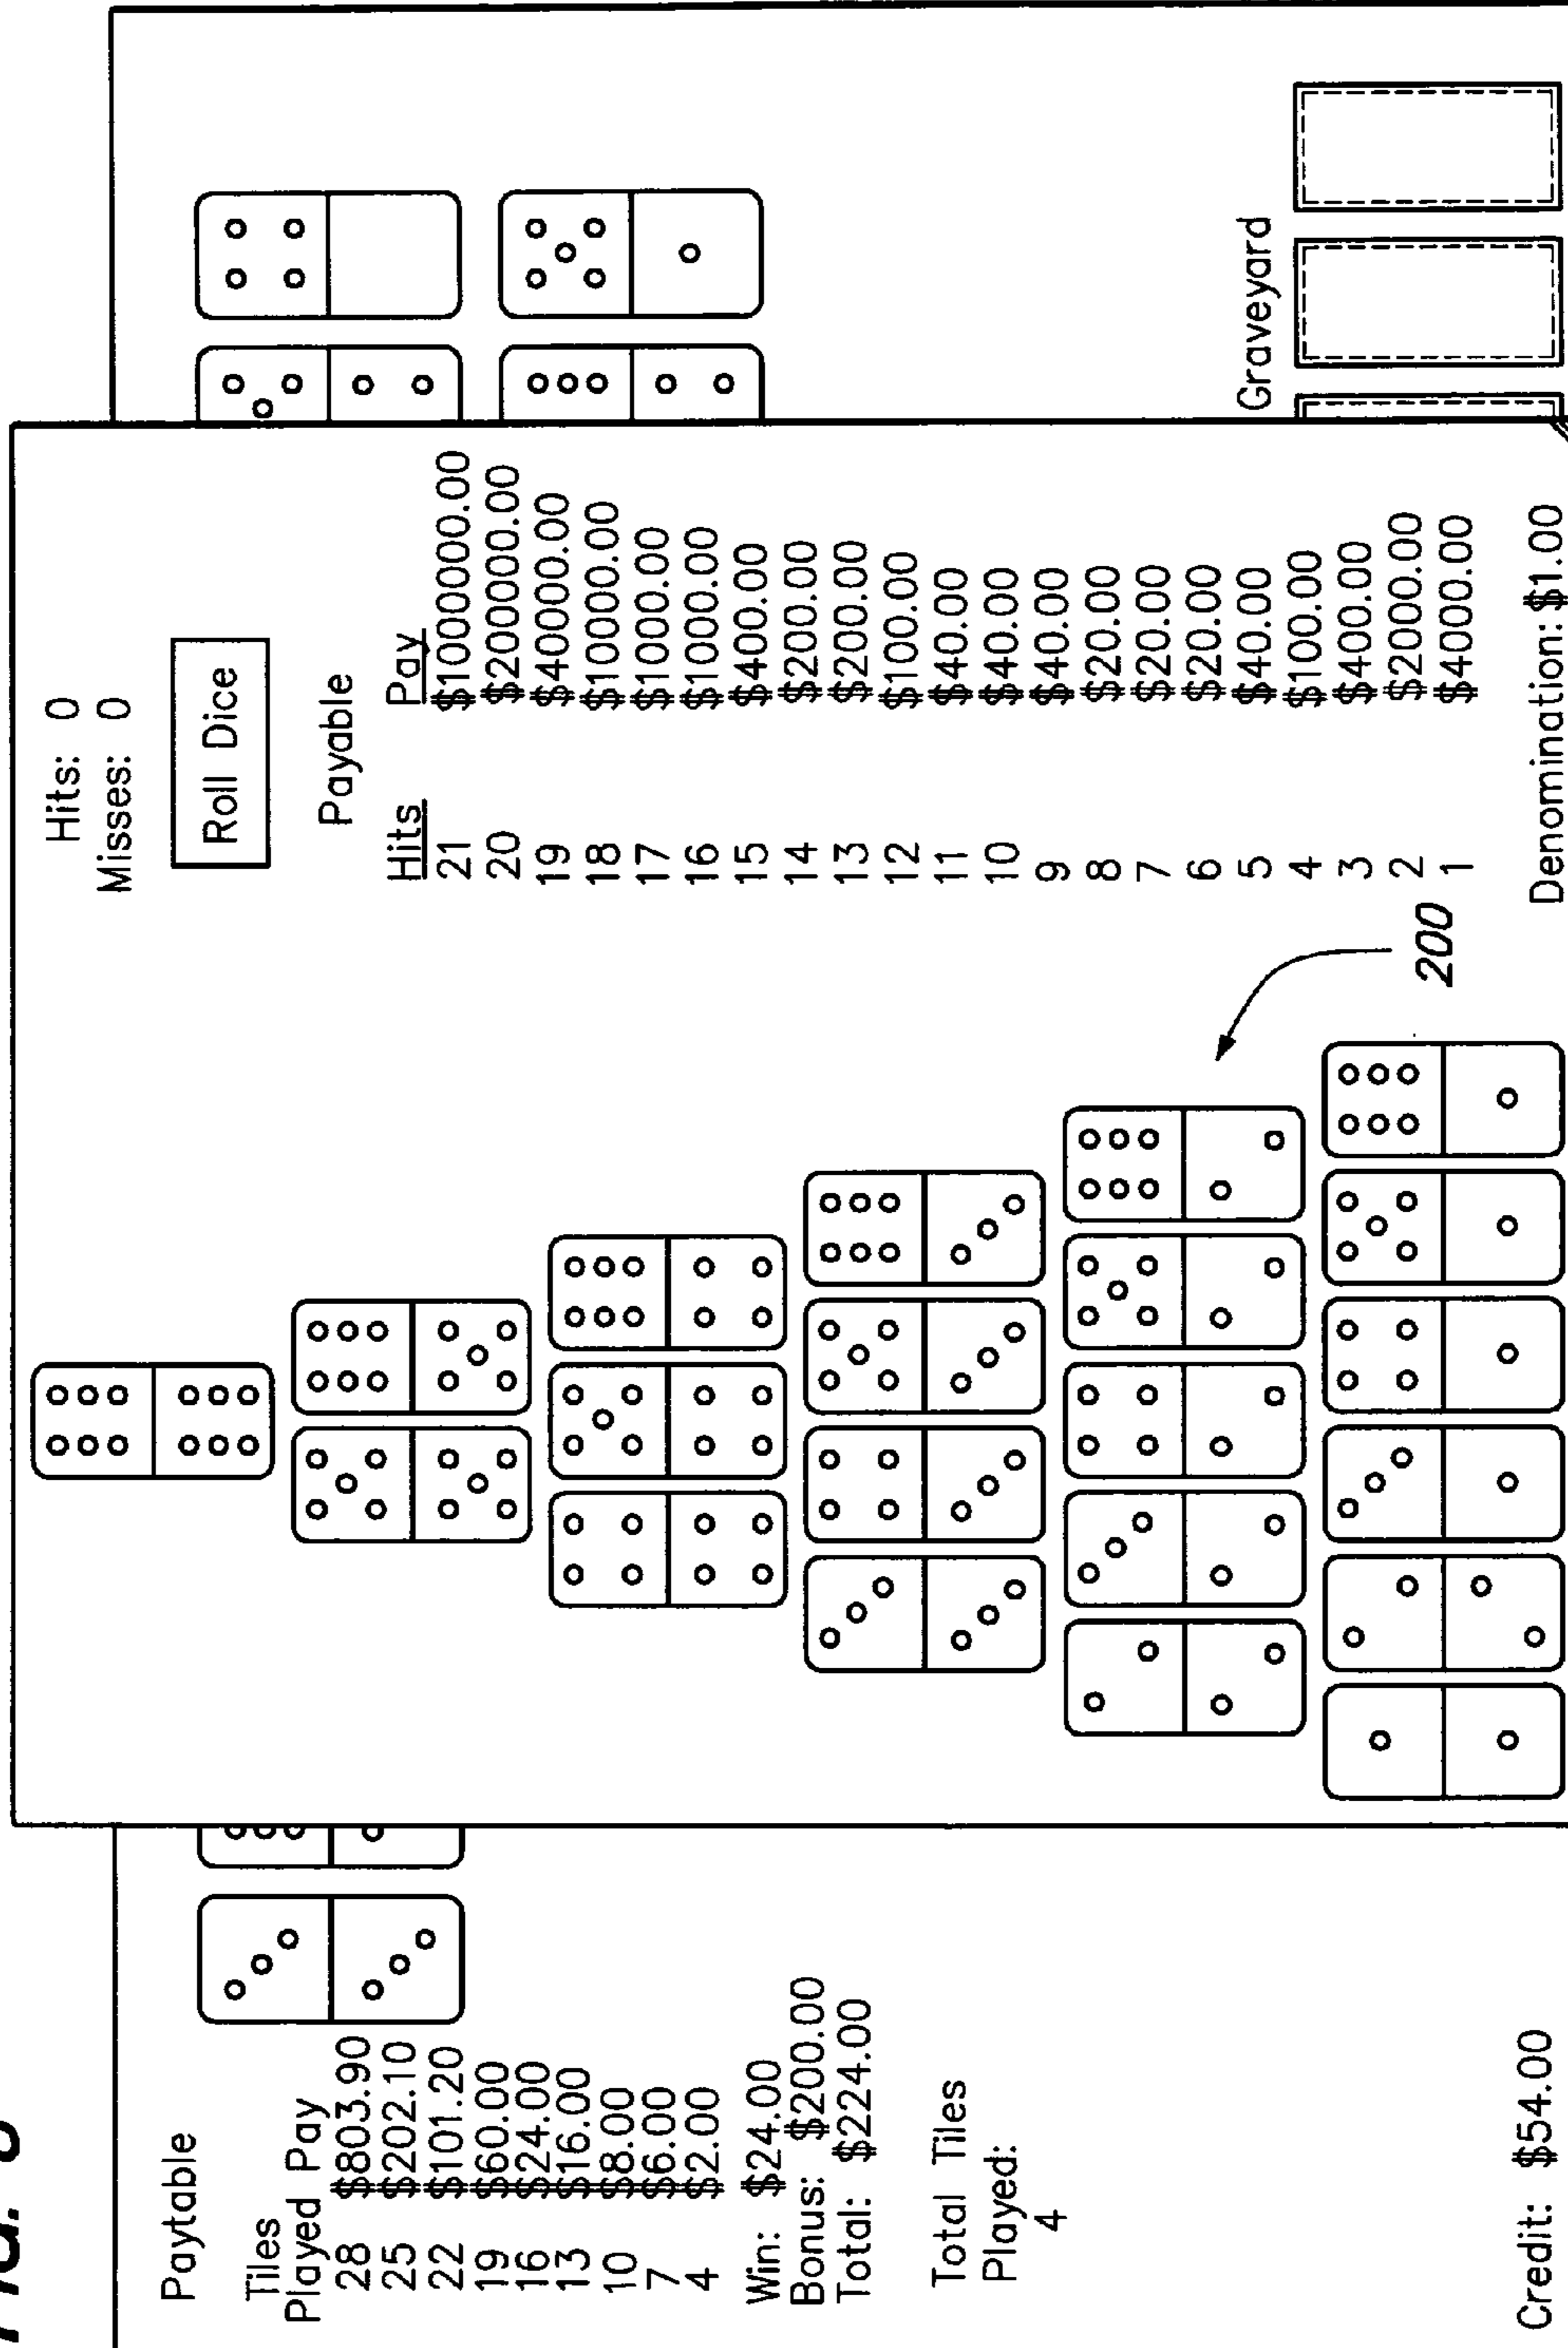 Paytable
Tiles
Played Pay
28 $803.90
25 $202.10
22 $101.20
19 $60.00
16 $24.00
13 $16.00
10 $8.00
7 $6.00
4 $2.00
Win: $24.00
Bonus: $200.00
Total: $224.00
Total Tiles
Played:
4
Credit: $54.00
Hits: 0
Misses: 0
Roll Dice
Payable
Hits Pay
21 $1000000.00
20 $200000.00
19 $40000.00
18 $10000.00
17 $1000.00
16 $1000.00
15 $400.00
14 $200.00
13 $200.00
12 $100.00
11 $40.00
10 $40.00
9 $40.00
8 $20.00
7 $20.00
6 $20.00
5 $40.00
4 $100.00
3 $400.00
2 $2000.00
1 $4000.00
200
Denomination: $1.00
Graveyard